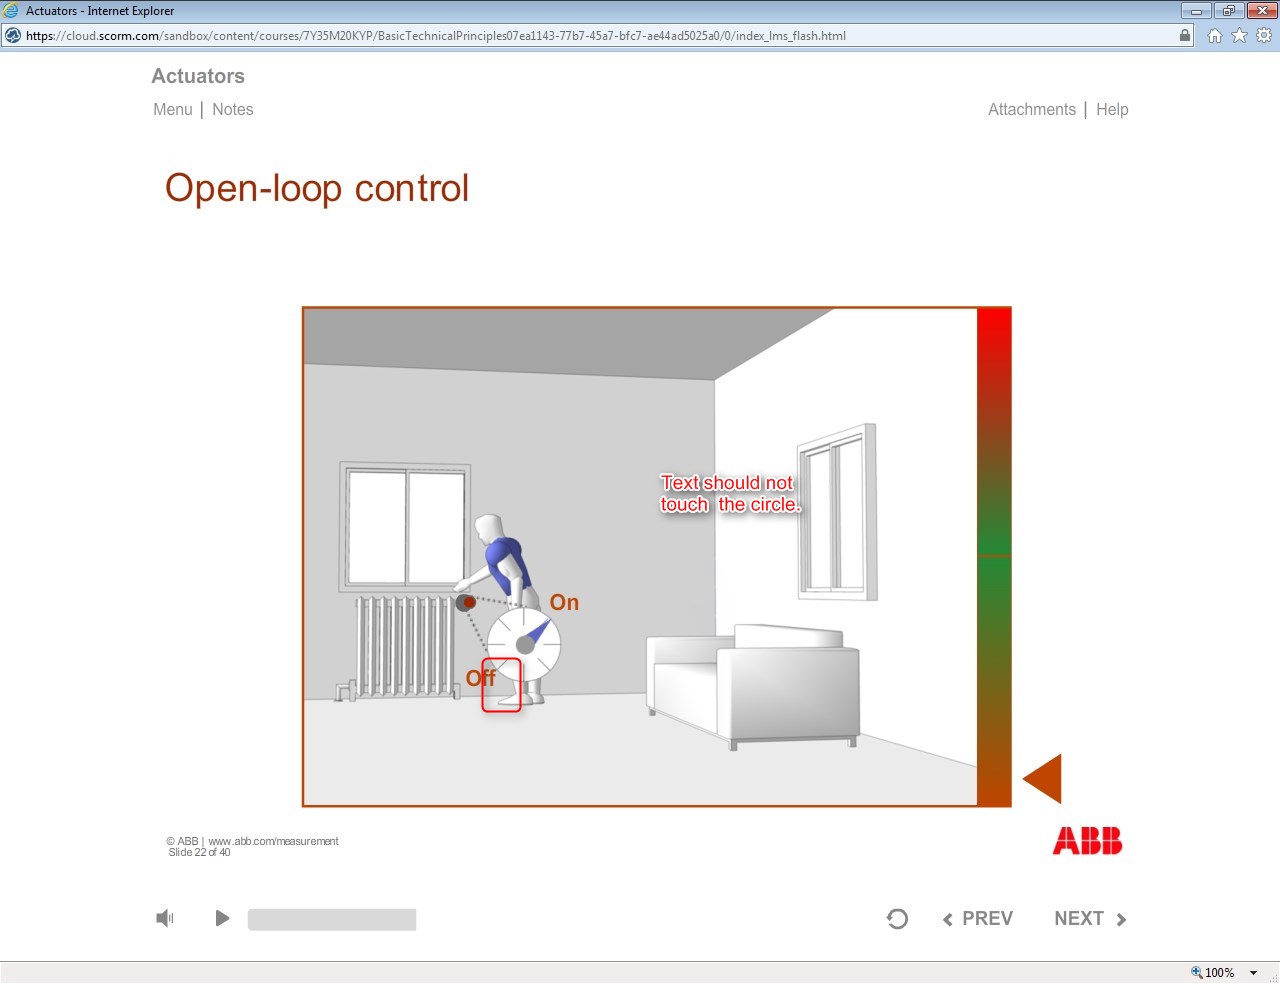 Actuators - Internet Explorer
https://cloud.scorm.com/sandbox/content/courses/7Y35M20KYP/BasicTechnicalPrinciples07ea1143-77b7-45a7-bfc7-ae44ad5025a0/0/index_lms_flash.html
Actuators
Menu | Notes
Attachments | Help
Open-loop control
Text should not
touch  the circle.
On
Off
© ABB | www.abb.com/measurement
Slide 22 of 40
ABB
PREV
NEXT
100%